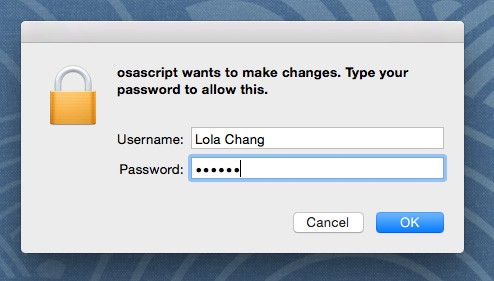 osascript wants to make changes. Type your
password to allow this.
Username: Lola Chang
Password: ••••••
Cancel OK